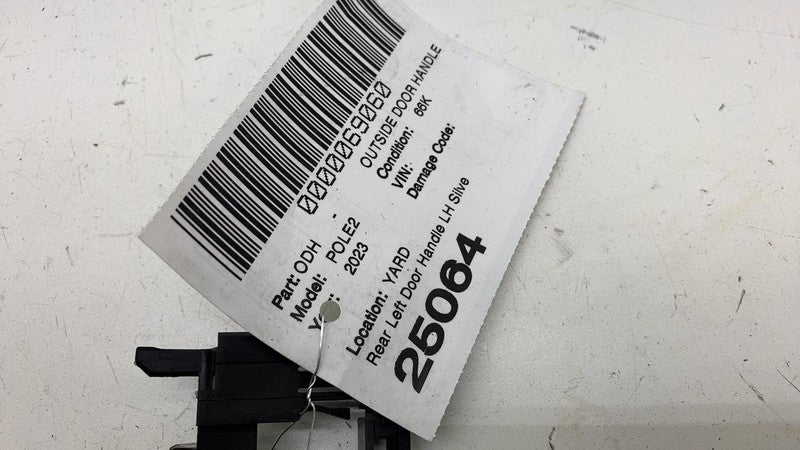 0000069060
Part: ODH - OUTSIDE DOOR HANDLE
Model: POLE2 Condition: 66K
2023 VIN:
Damage Code:
Location: YARD
Rear Left Door Handle LH Silve
25064